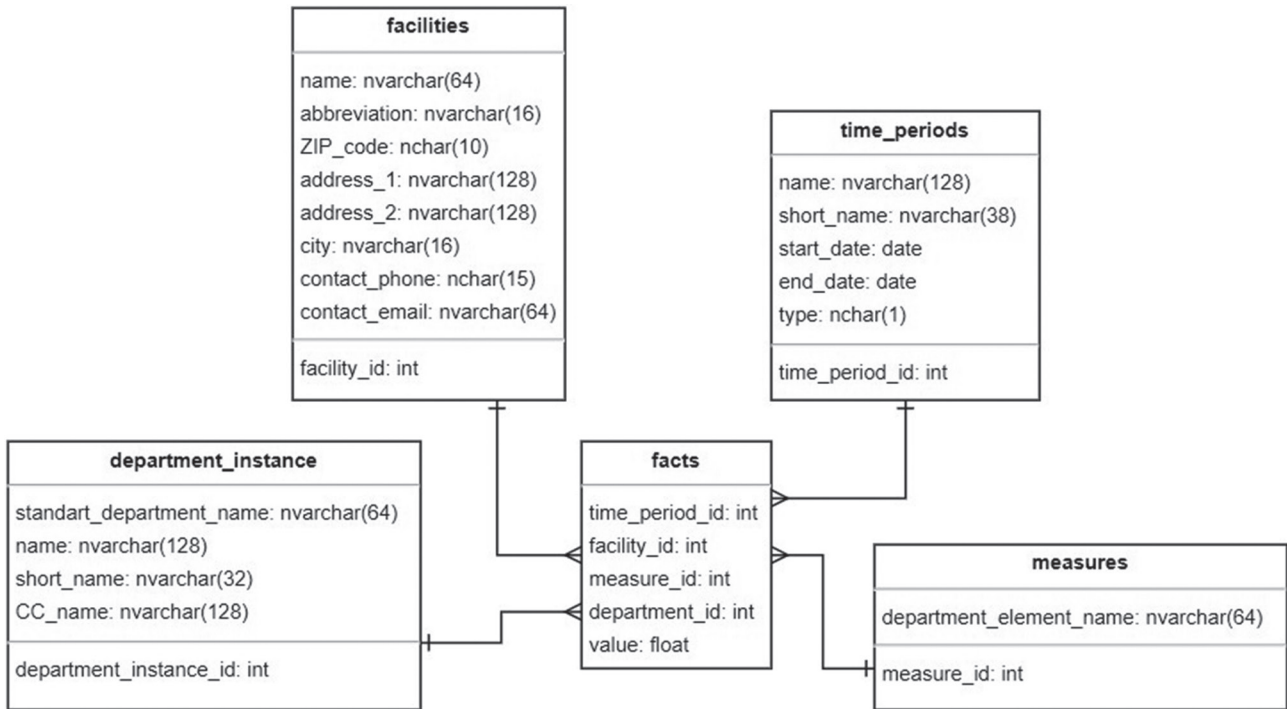 facilities
name: nvarchar(64)
abbreviation: nvarchar(16)
ZIP_code: nchar(10)
address_1: nvarchar(128)
address_2: nvarchar(128)
city: nvarchar(16)
contact_phone: nchar(15)
contact_email: nvarchar(64)
facility_id: int
time_periods
name: nvarchar(128)
short_name: nvarchar(38)
start_date: date
end_date: date
type: nchar(1)
time_period_id: int
department_instance
standart_department_name: nvarchar(64)
name: nvarchar(128)
short_name: nvarchar(32)
CC_name: nvarchar(128)
department_instance_id: int
facts
time_period_id: int
facility_id: int
measure_id: int
department_id: int
value: float
measures
department_element_name: nvarchar(64)
measure_id: int